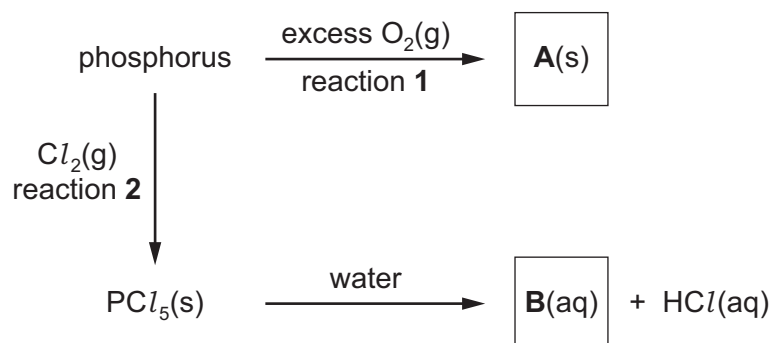 phosphorus
excess O₂(g)
reaction 1
A(s)
Cl₂(g)
reaction 2
PCl₅(s)
water
B(aq) + HCl(aq)